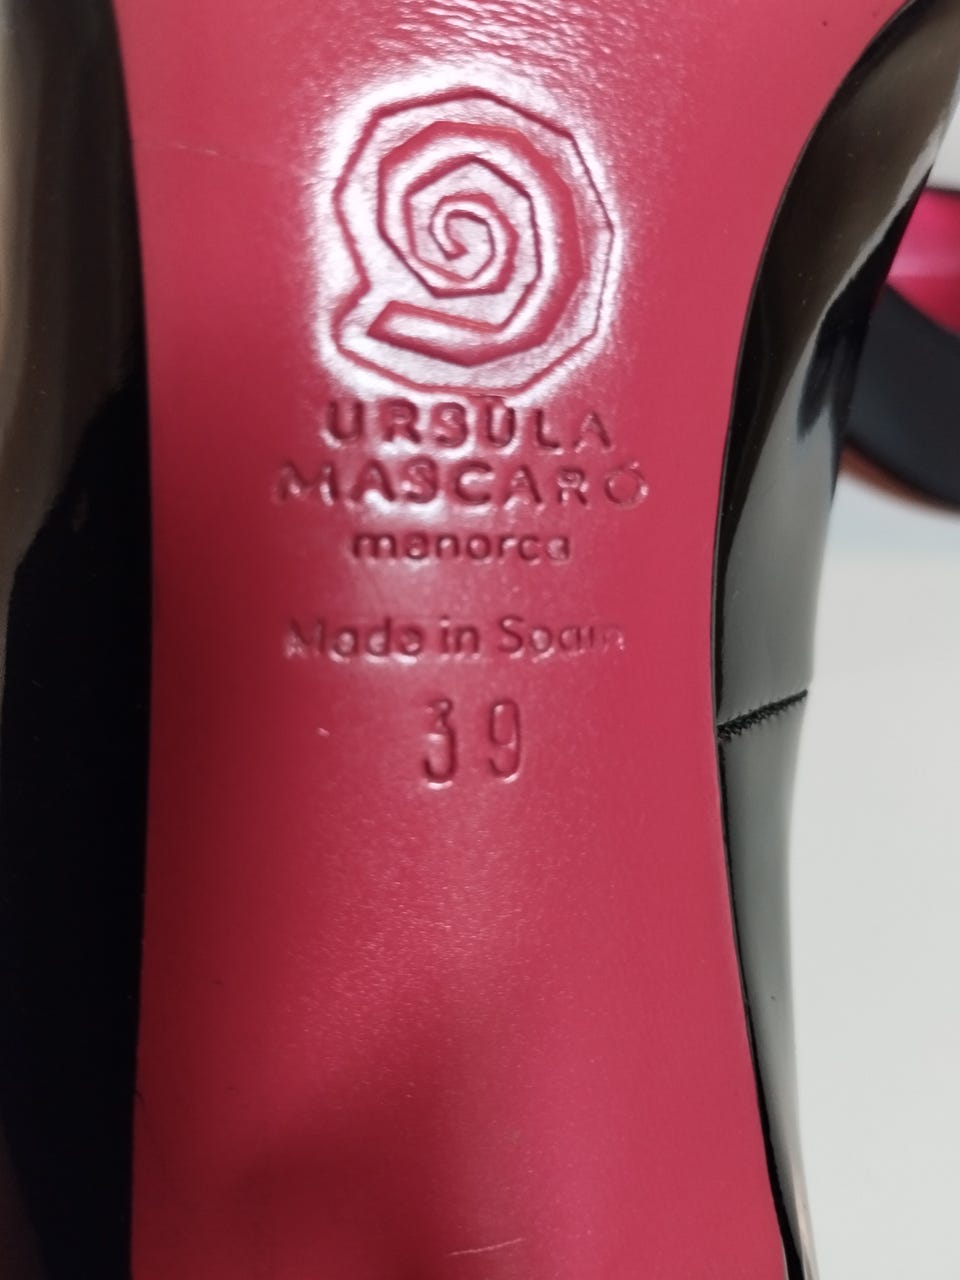 URSULA
MASCARÓ
menorca
Made in Spain
39